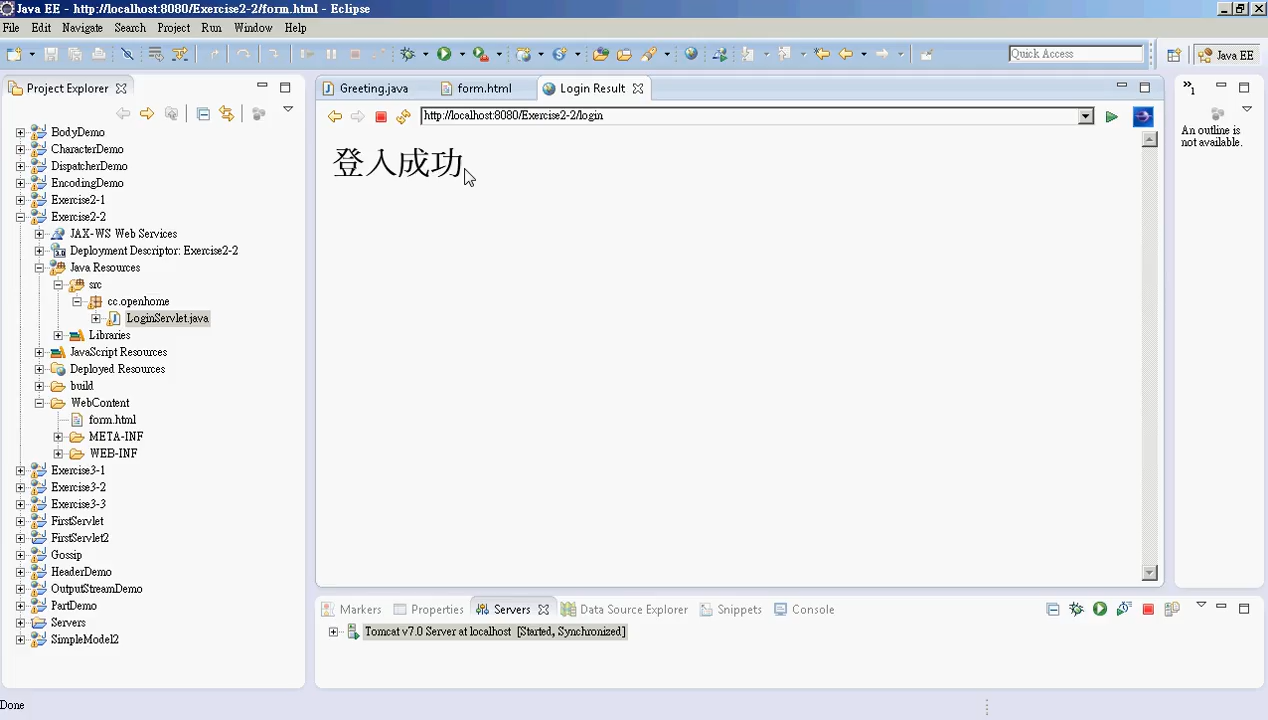 Java EE - http://localhost:8080/Exercise2-2/form.html - Eclipse
File Edit Navigate Search Project Run Window Help
Quick Access
Java EE
Project Explorer
Greeting.java
form.html
Login Result
»1
http://localhost:8080/Exercise2-2/login
An outline is
not available.
登入成功
BodyDemo
CharacterDemo
DispatcherDemo
EncodingDemo
Exercise2-1
Exercise2-2
JAX-WS Web Services
Deployment Descriptor: Exercise2-2
Java Resources
src
cc.openhome
LoginServlet.java
Libraries
JavaScript Resources
Deployed Resources
build
WebContent
form.html
META-INF
WEB-INF
Exercise3-1
Exercise3-2
Exercise3-3
FirstServlet
FirstServlet2
Gossip
HeaderDemo
OutputStreamDemo
PartDemo
Servers
SimpleModel2
Markers
Properties
Servers
Data Source Explorer
Snippets
Console
Tomcat v7.0 Server at localhost [Started, Synchronized]
Done